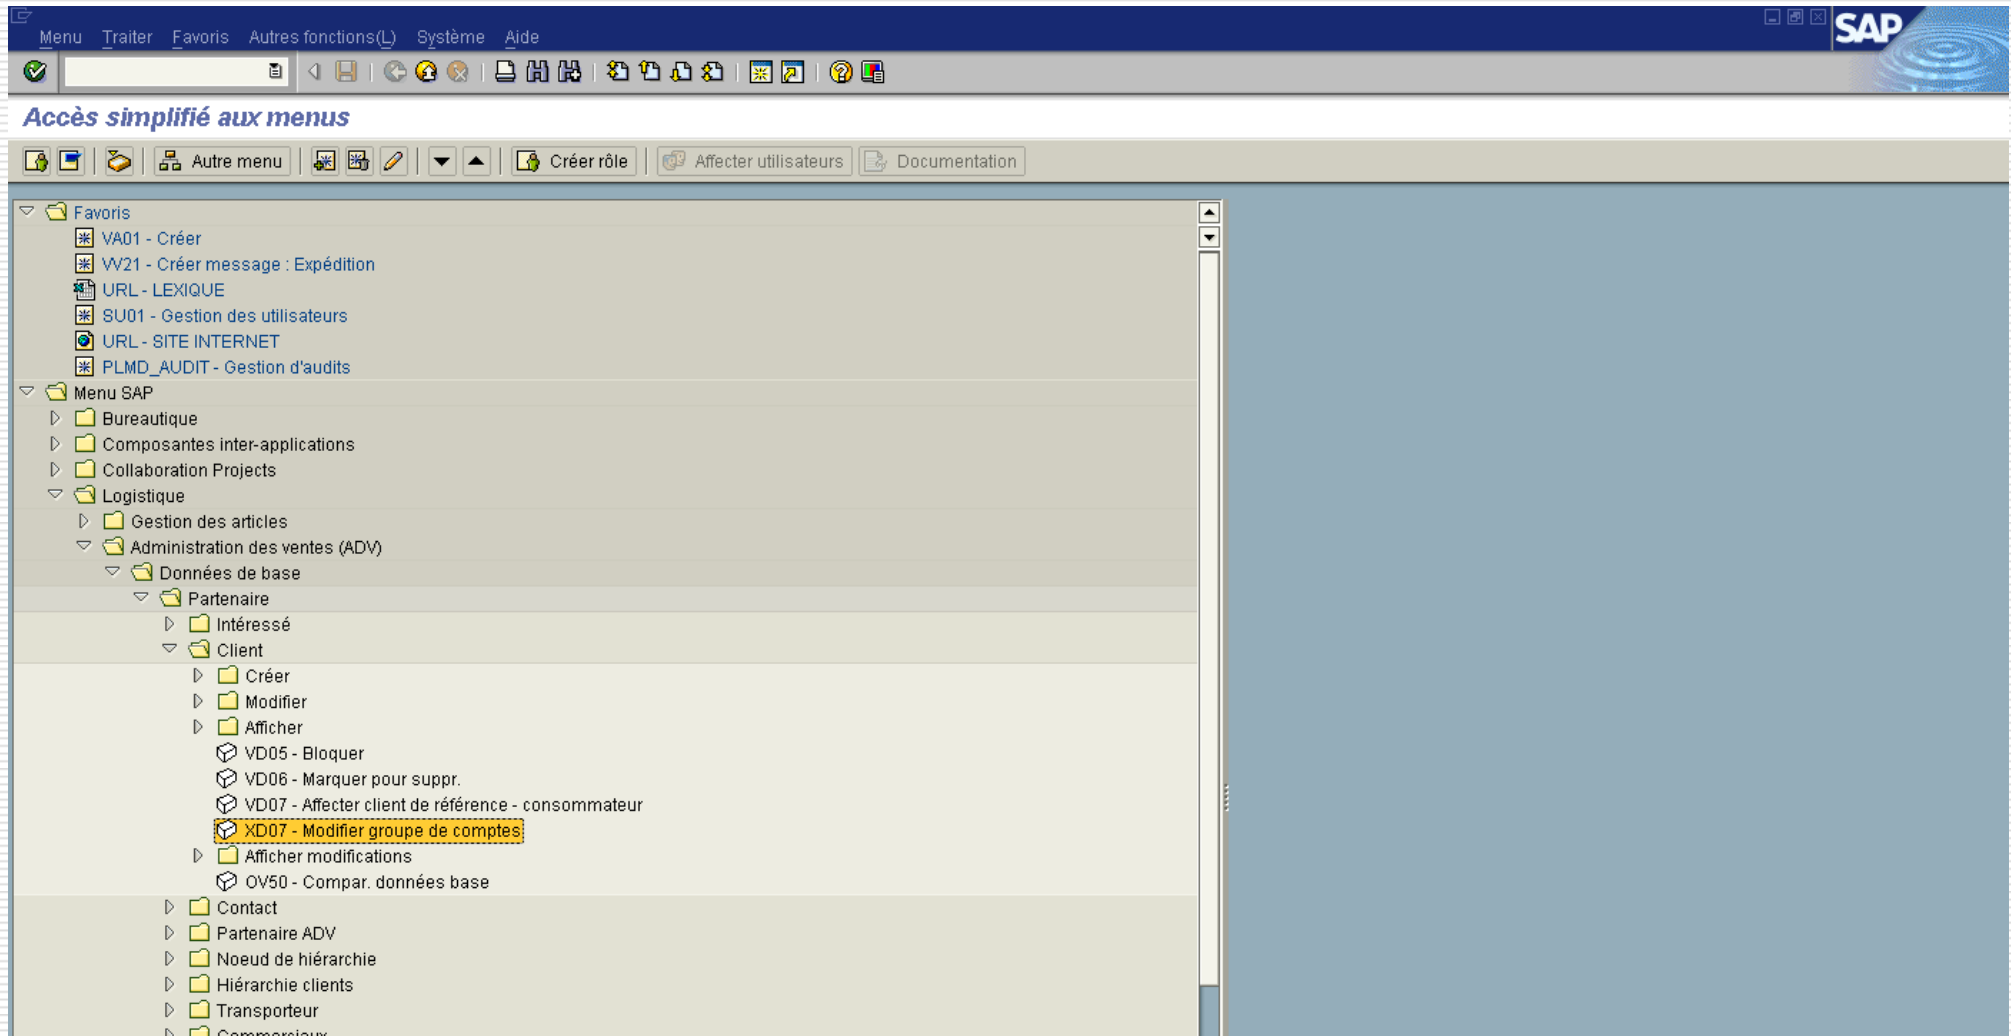 Menu Traiter Favoris Autres fonctions(L) Système Aide
SAP
Accès simplifié aux menus
Autre menu Créer rôle Affecter utilisateurs Documentation
Favoris
VA01 - Créer
VV21 - Créer message : Expédition
URL - LEXIQUE
SU01 - Gestion des utilisateurs
URL - SITE INTERNET
PLMD_AUDIT - Gestion d'audits
Menu SAP
Bureautique
Composantes inter-applications
Collaboration Projects
Logistique
Gestion des articles
Administration des ventes (ADV)
Données de base
Partenaire
Intéressé
Client
Créer
Modifier
Afficher
VD05 - Bloquer
VD06 - Marquer pour suppr.
VD07 - Affecter client de référence - consommateur
XD07 - Modifier groupe de comptes
Afficher modifications
OV50 - Compar. données base
Contact
Partenaire ADV
Noeud de hiérarchie
Hiérarchie clients
Transporteur
Commerciaux